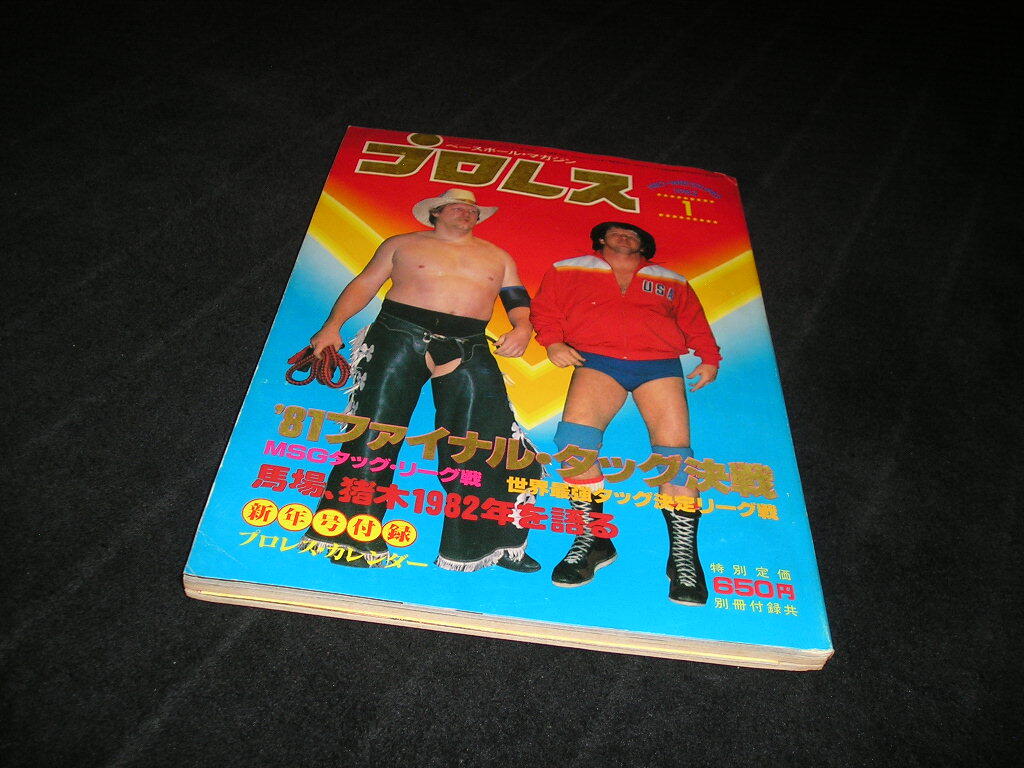 ベースボール・マガジン
プロレス
1
USA
'81ファイナル・タッグ決戦
MSGタッグ・リーグ戦
世界最強タッグ決定リーグ戦
馬場、猪木1982年を語る
新年号付録
プロレスカレンダー
特別定価
650円
別冊付録共